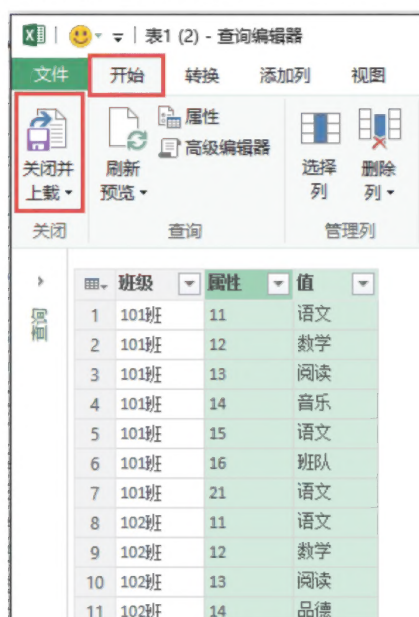 表1 (2) - 查询编辑器
文件 开始 转换 添加列 视图
关闭并上载 刷新预览 属性 高级编辑器 选择列 删除列
关闭 查询 管理列
查询
班级 属性 值
1 101班 11 语文
2 101班 12 数学
3 101班 13 阅读
4 101班 14 音乐
5 101班 15 语文
6 101班 16 班队
7 101班 21 语文
8 102班 11 语文
9 102班 12 数学
10 102班 13 阅读
11 102班 14 品德